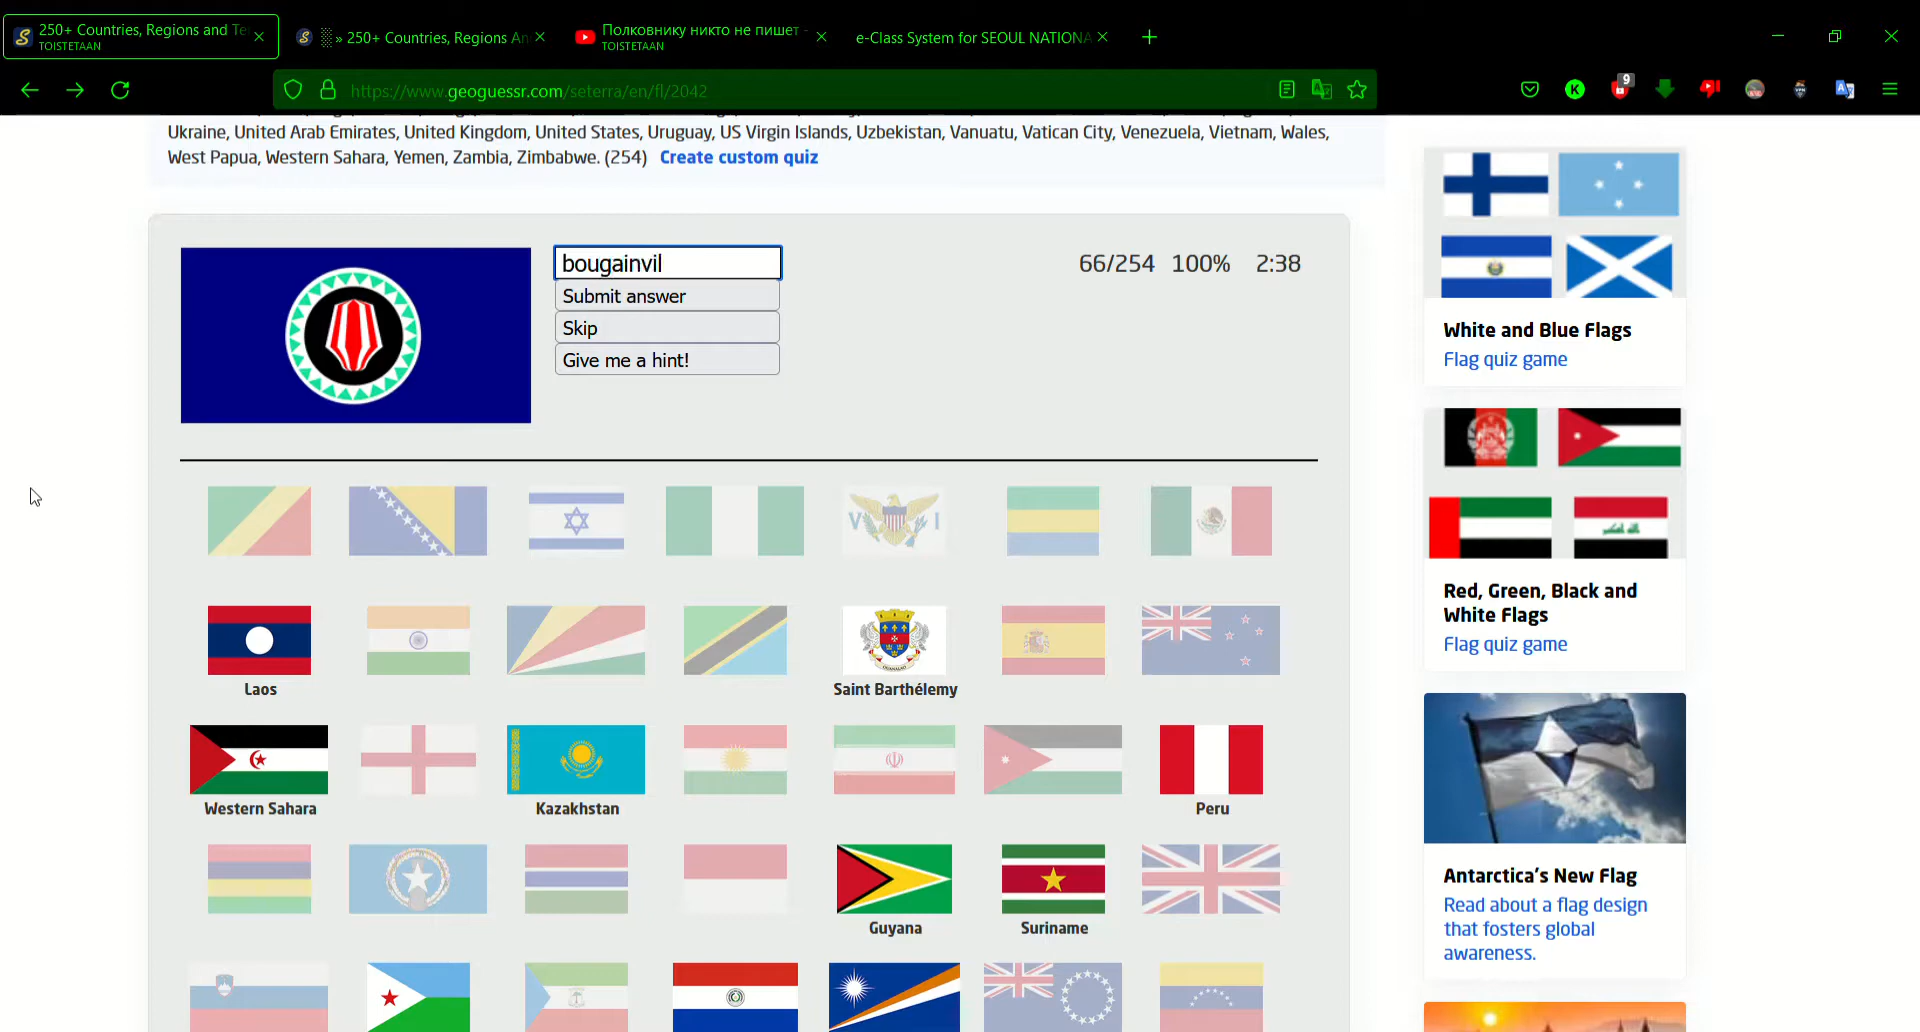 250+ Countries, Regions and Te
TOISTETAAN
» 250+ Countries, Regions An
Полковнику никто не пишет -
TOISTETAAN
e-Class System for SEOUL NATIONA
https://www.geoguessr.com/seterra/en/fl/2042
9
Ukraine, United Arab Emirates, United Kingdom, United States, Uruguay, US Virgin Islands, Uzbekistan, Vanuatu, Vatican City, Venezuela, Vietnam, Wales,
West Papua, Western Sahara, Yemen, Zambia, Zimbabwe. (254) Create custom quiz
bougainvil
66/254 100% 2:38
Submit answer
Skip
Give me a hint!
White and Blue Flags
Flag quiz game
Red, Green, Black and
White Flags
Flag quiz game
V I
Laos
Saint Barthélemy
Western Sahara
Kazakhstan
Peru
Guyana
Suriname
Antarctica's New Flag
Read about a flag design
that fosters global
awareness.